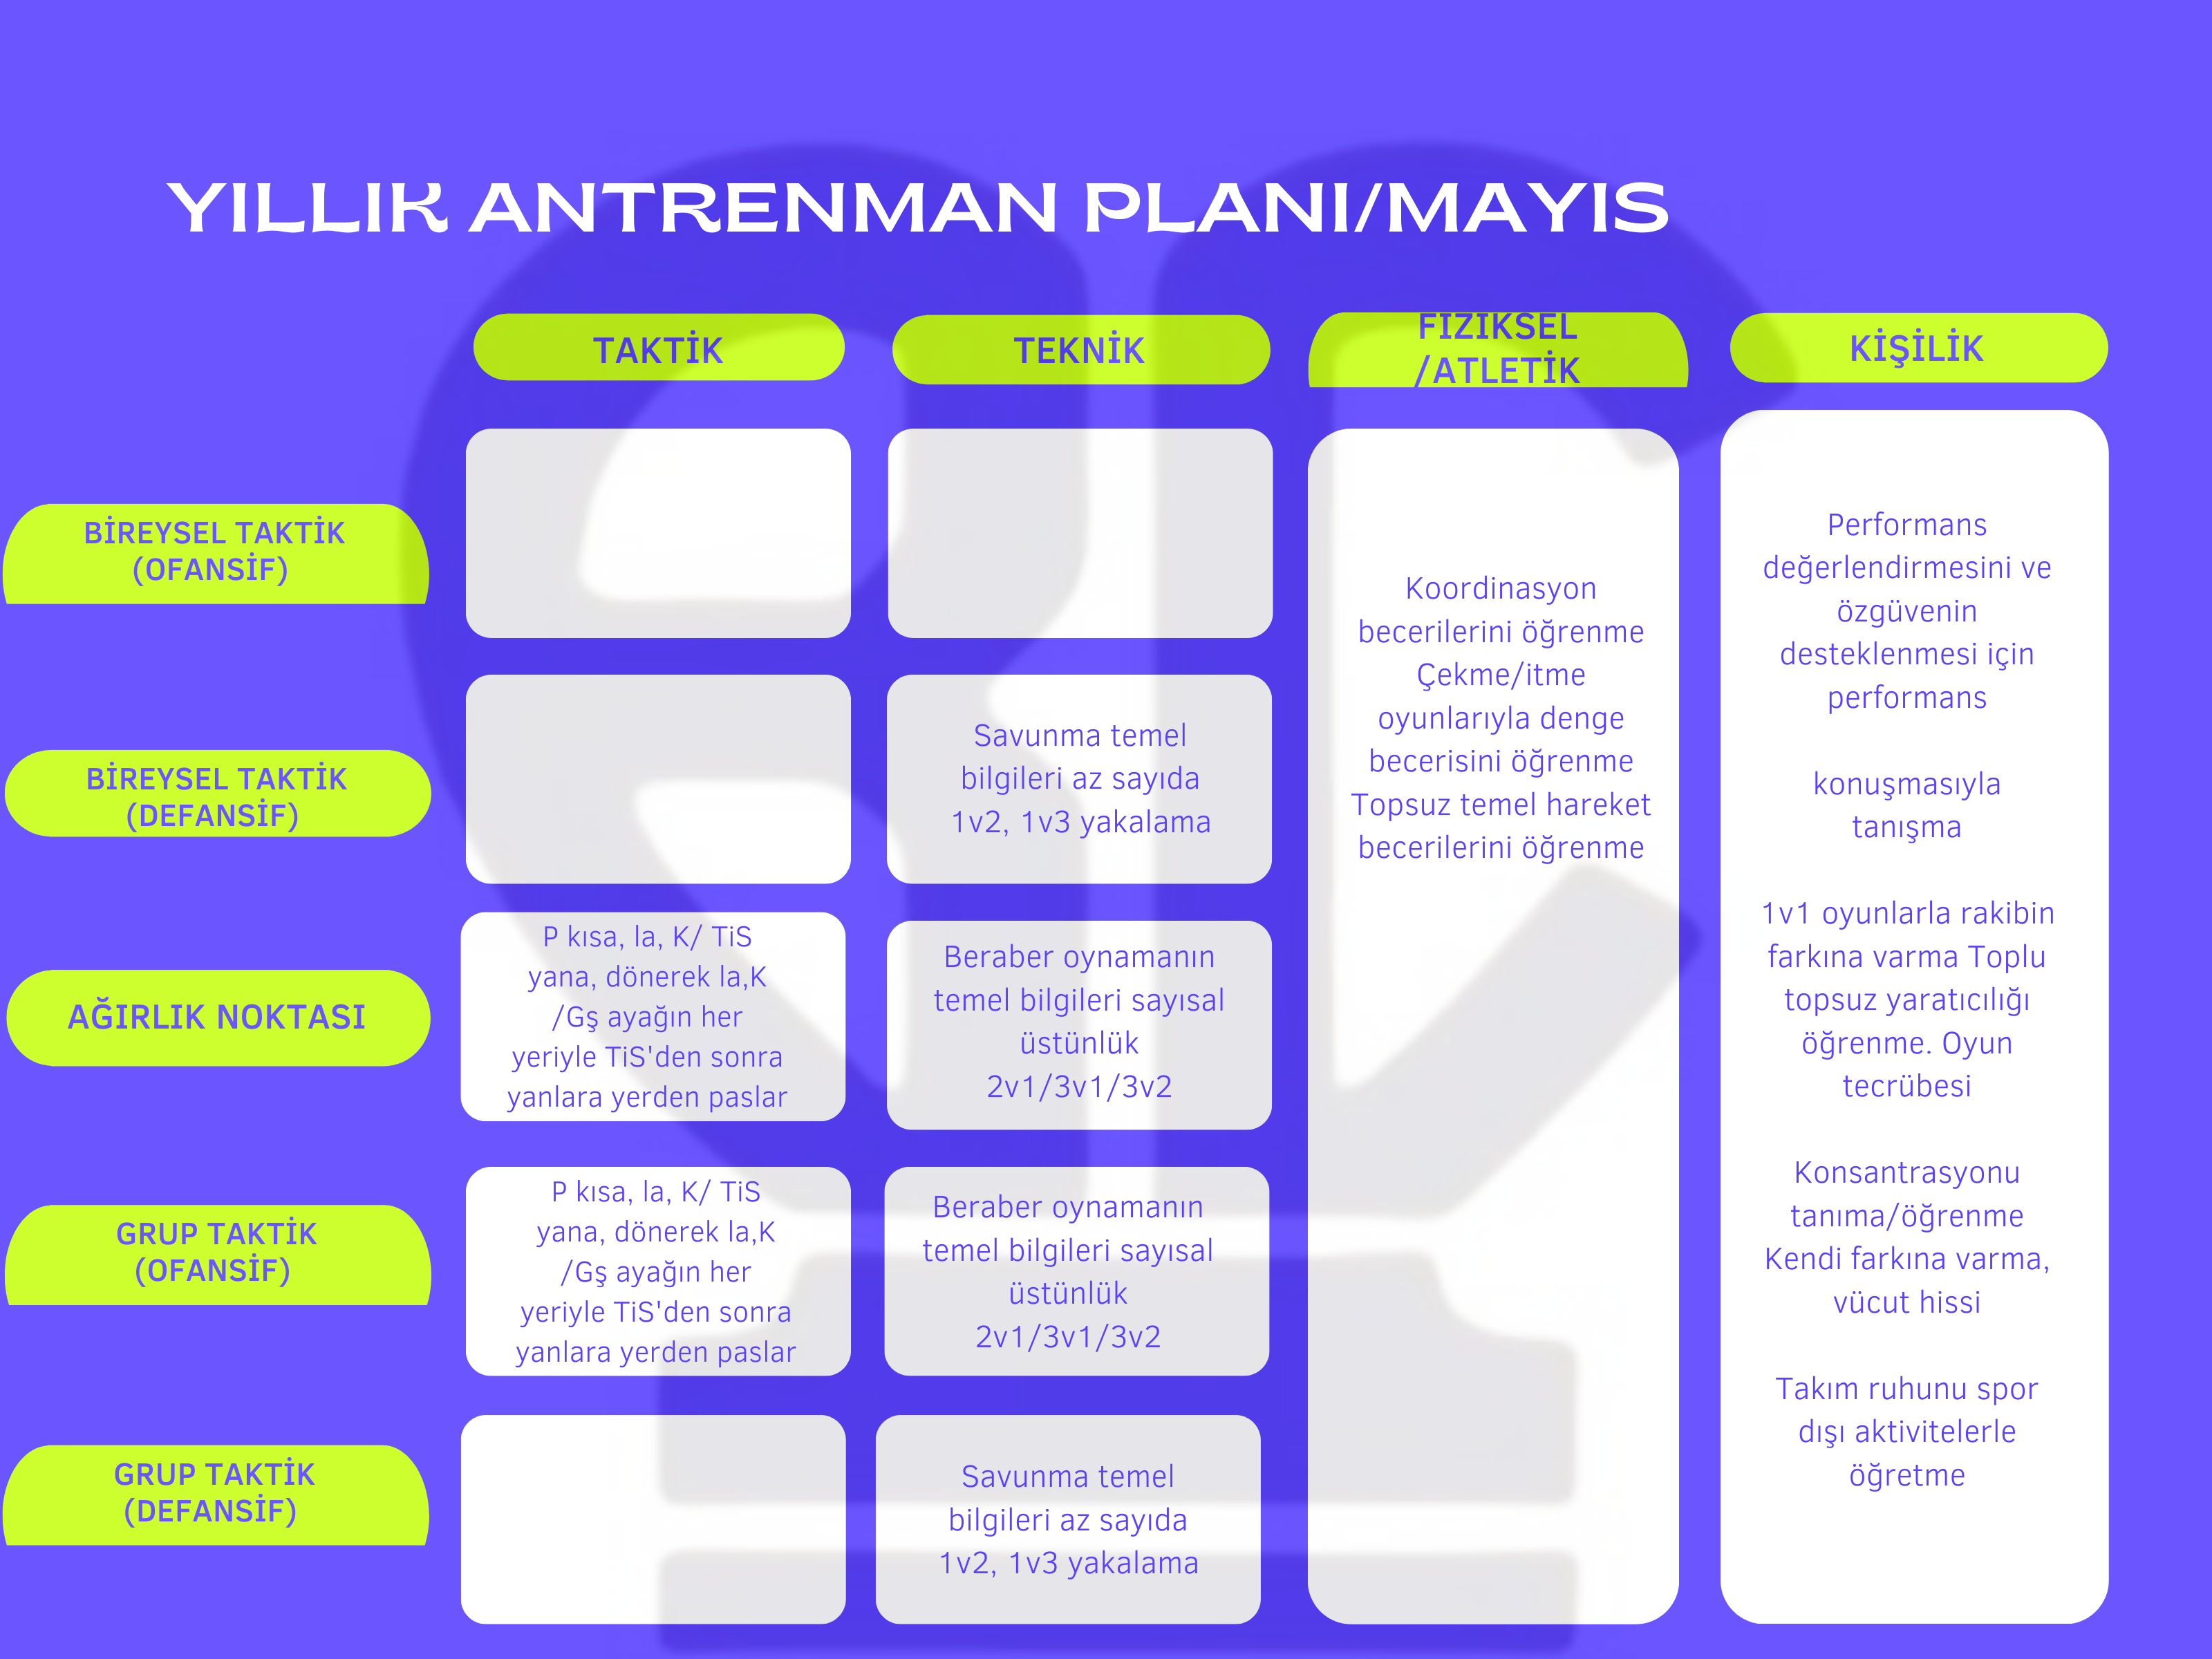 YILLIK ANTRENMAN PLANI/MAYIS
TAKTİK
TEKNİK
FİZİKSEL
/ATLETİK
KİŞİLİK
BİREYSEL TAKTİK
(OFANSİF)
BİREYSEL TAKTİK
(DEFANSİF)
Savunma temel
bilgileri az sayıda
1v2, 1v3 yakalama
AĞIRLIK NOKTASI
P kısa, la, K/ TiS
yana, dönerek la,K
/Gş ayağın her
yeriyle TiS'den sonra
yanlara yerden paslar
Beraber oynamanın
temel bilgileri sayısal
üstünlük
2v1/3v1/3v2
GRUP TAKTİK
(OFANSİF)
P kısa, la, K/ TiS
yana, dönerek la,K
/Gş ayağın her
yeriyle TiS'den sonra
yanlara yerden paslar
Beraber oynamanın
temel bilgileri sayısal
üstünlük
2v1/3v1/3v2
GRUP TAKTİK
(DEFANSİF)
Savunma temel
bilgileri az sayıda
1v2, 1v3 yakalama
Koordinasyon
becerilerini öğrenme
Çekme/itme
oyunlarıyla denge
becerisini öğrenme
Topsuz temel hareket
becerilerini öğrenme
Performans
değerlendirmesini ve
özgüvenin
desteklenmesi için
performans
konuşmasıyla
tanışma
1v1 oyunlarla rakibin
farkına varma Toplu
topsuz yaratıcılığı
öğrenme. Oyun
tecrübesi
Konsantrasyonu
tanıma/öğrenme
Kendi farkına varma,
vücut hissi
Takım ruhunu spor
dışı aktivitelerle
öğretme